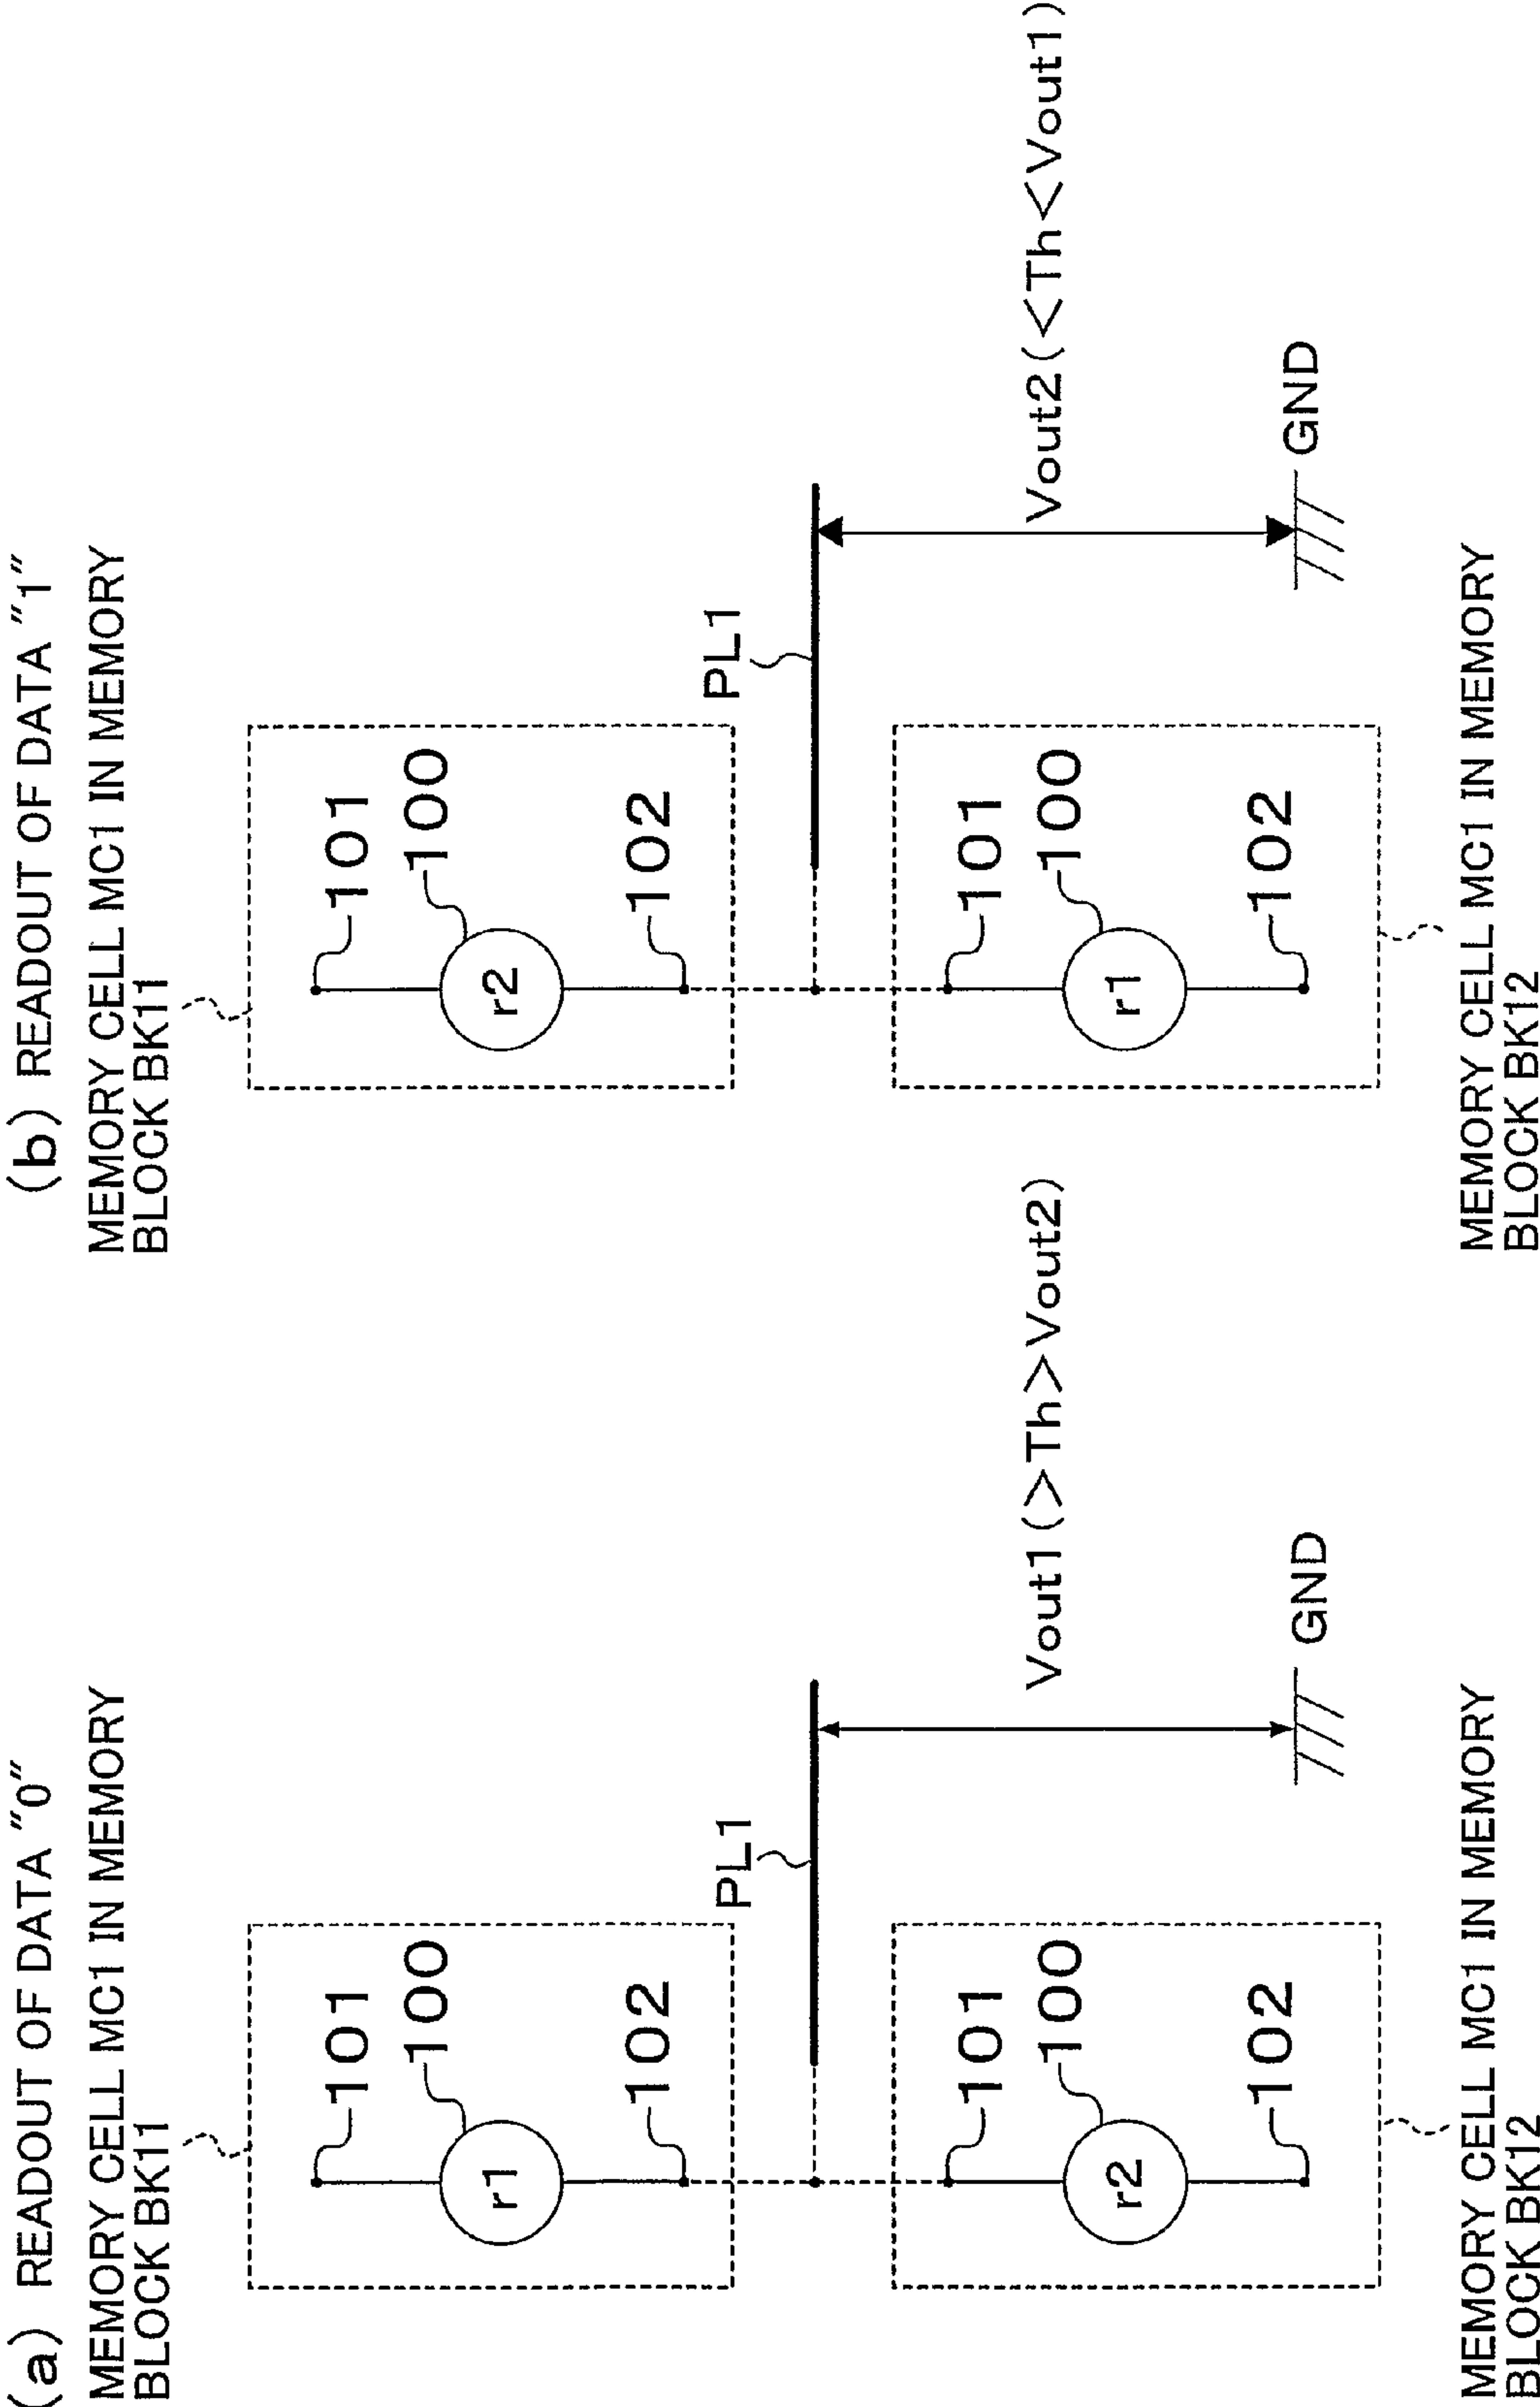 (a) READOUT OF DATA "0"
MEMORY CELL MC1 IN MEMORY
BLOCK BK11
101
r1
100
102
PL1
101
r2
100
102
Vout1(>Th>Vout2)
GND
MEMORY CELL MC1 IN MEMORY
BLOCK BK12
(b) READOUT OF DATA "1"
MEMORY CELL MC1 IN MEMORY
BLOCK BK11
101
r2
100
102
PL1
101
r1
100
102
Vout2(<Th<Vout1)
GND
MEMORY CELL MC1 IN MEMORY
BLOCK BK12